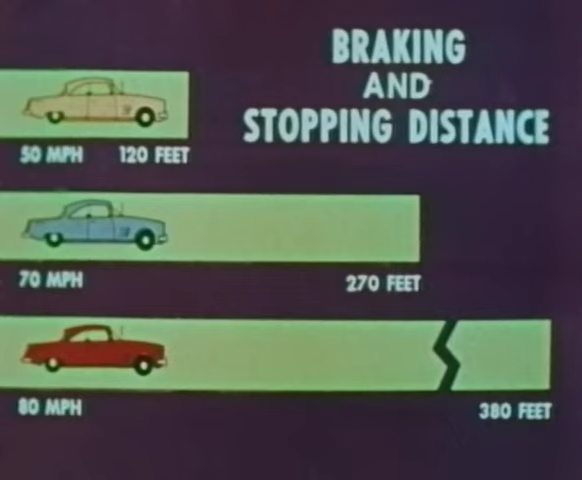 BRAKING
AND
STOPPING DISTANCE
50 MPH 120 FEET
70 MPH 270 FEET
80 MPH 380 FEET